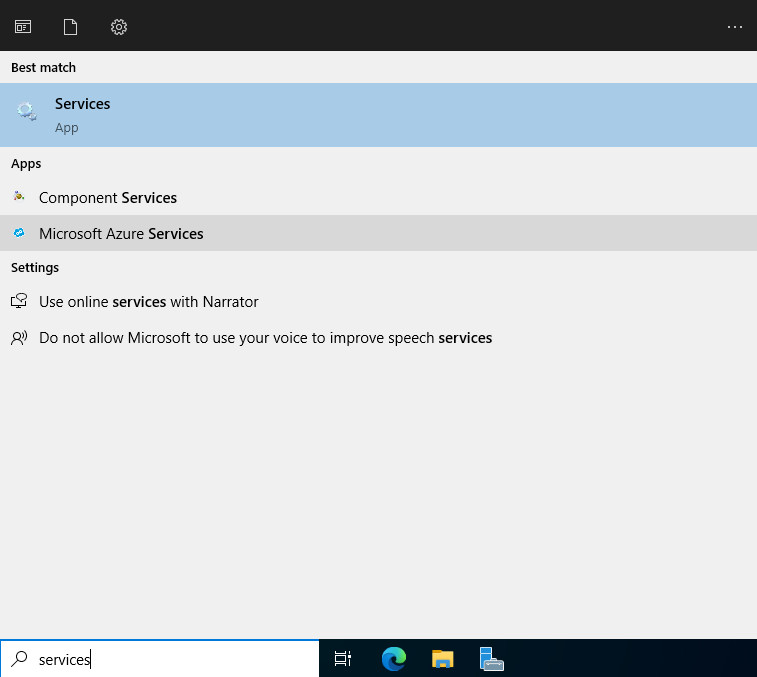 Best match
Services
App
Apps
Component Services
Microsoft Azure Services
Settings
Use online services with Narrator
Do not allow Microsoft to use your voice to improve speech services
services